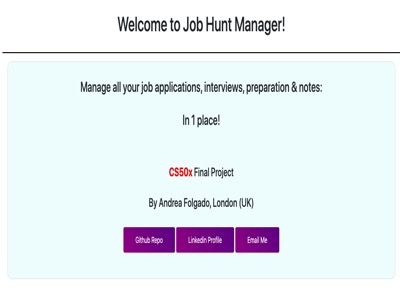 Welcome to Job Hunt Manager!
Manage all your job applications, interviews, preparation & notes:
In 1 place!
CS50x Final Project
By Andrea Folgado, London (UK)
Github Repo Linkedin Profile Email Me